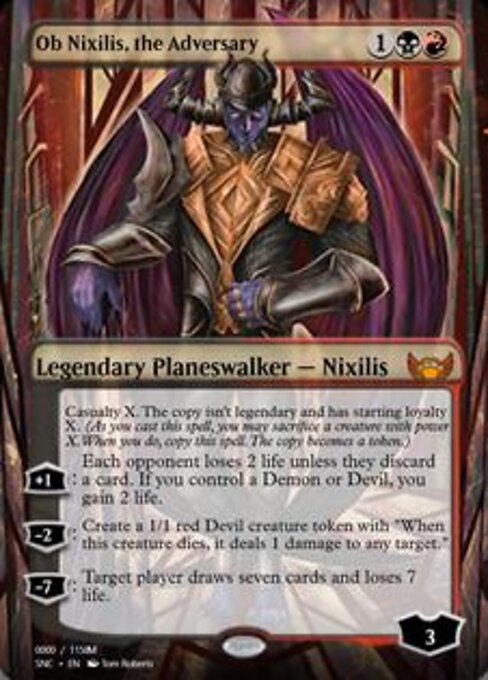 Ob Nixilis, the Adversary 1
Legendary Planeswalker — Nixilis
Casualty X. The copy isn't legendary and has starting loyalty
X. (As you cast this spell, you may sacrifice a creature with power
X. When you do, copy this spell. The copy becomes a token.)
+1 : Each opponent loses 2 life unless they discard
a card. If you control a Demon or Devil, you
gain 2 life.
-2 : Create a 1/1 red Devil creature token with "When
this creature dies, it deals 1 damage to any target."
-7 : Target player draws seven cards and loses 7
life.
3
0000 / 1158M
SNC • EN Tom Roberts